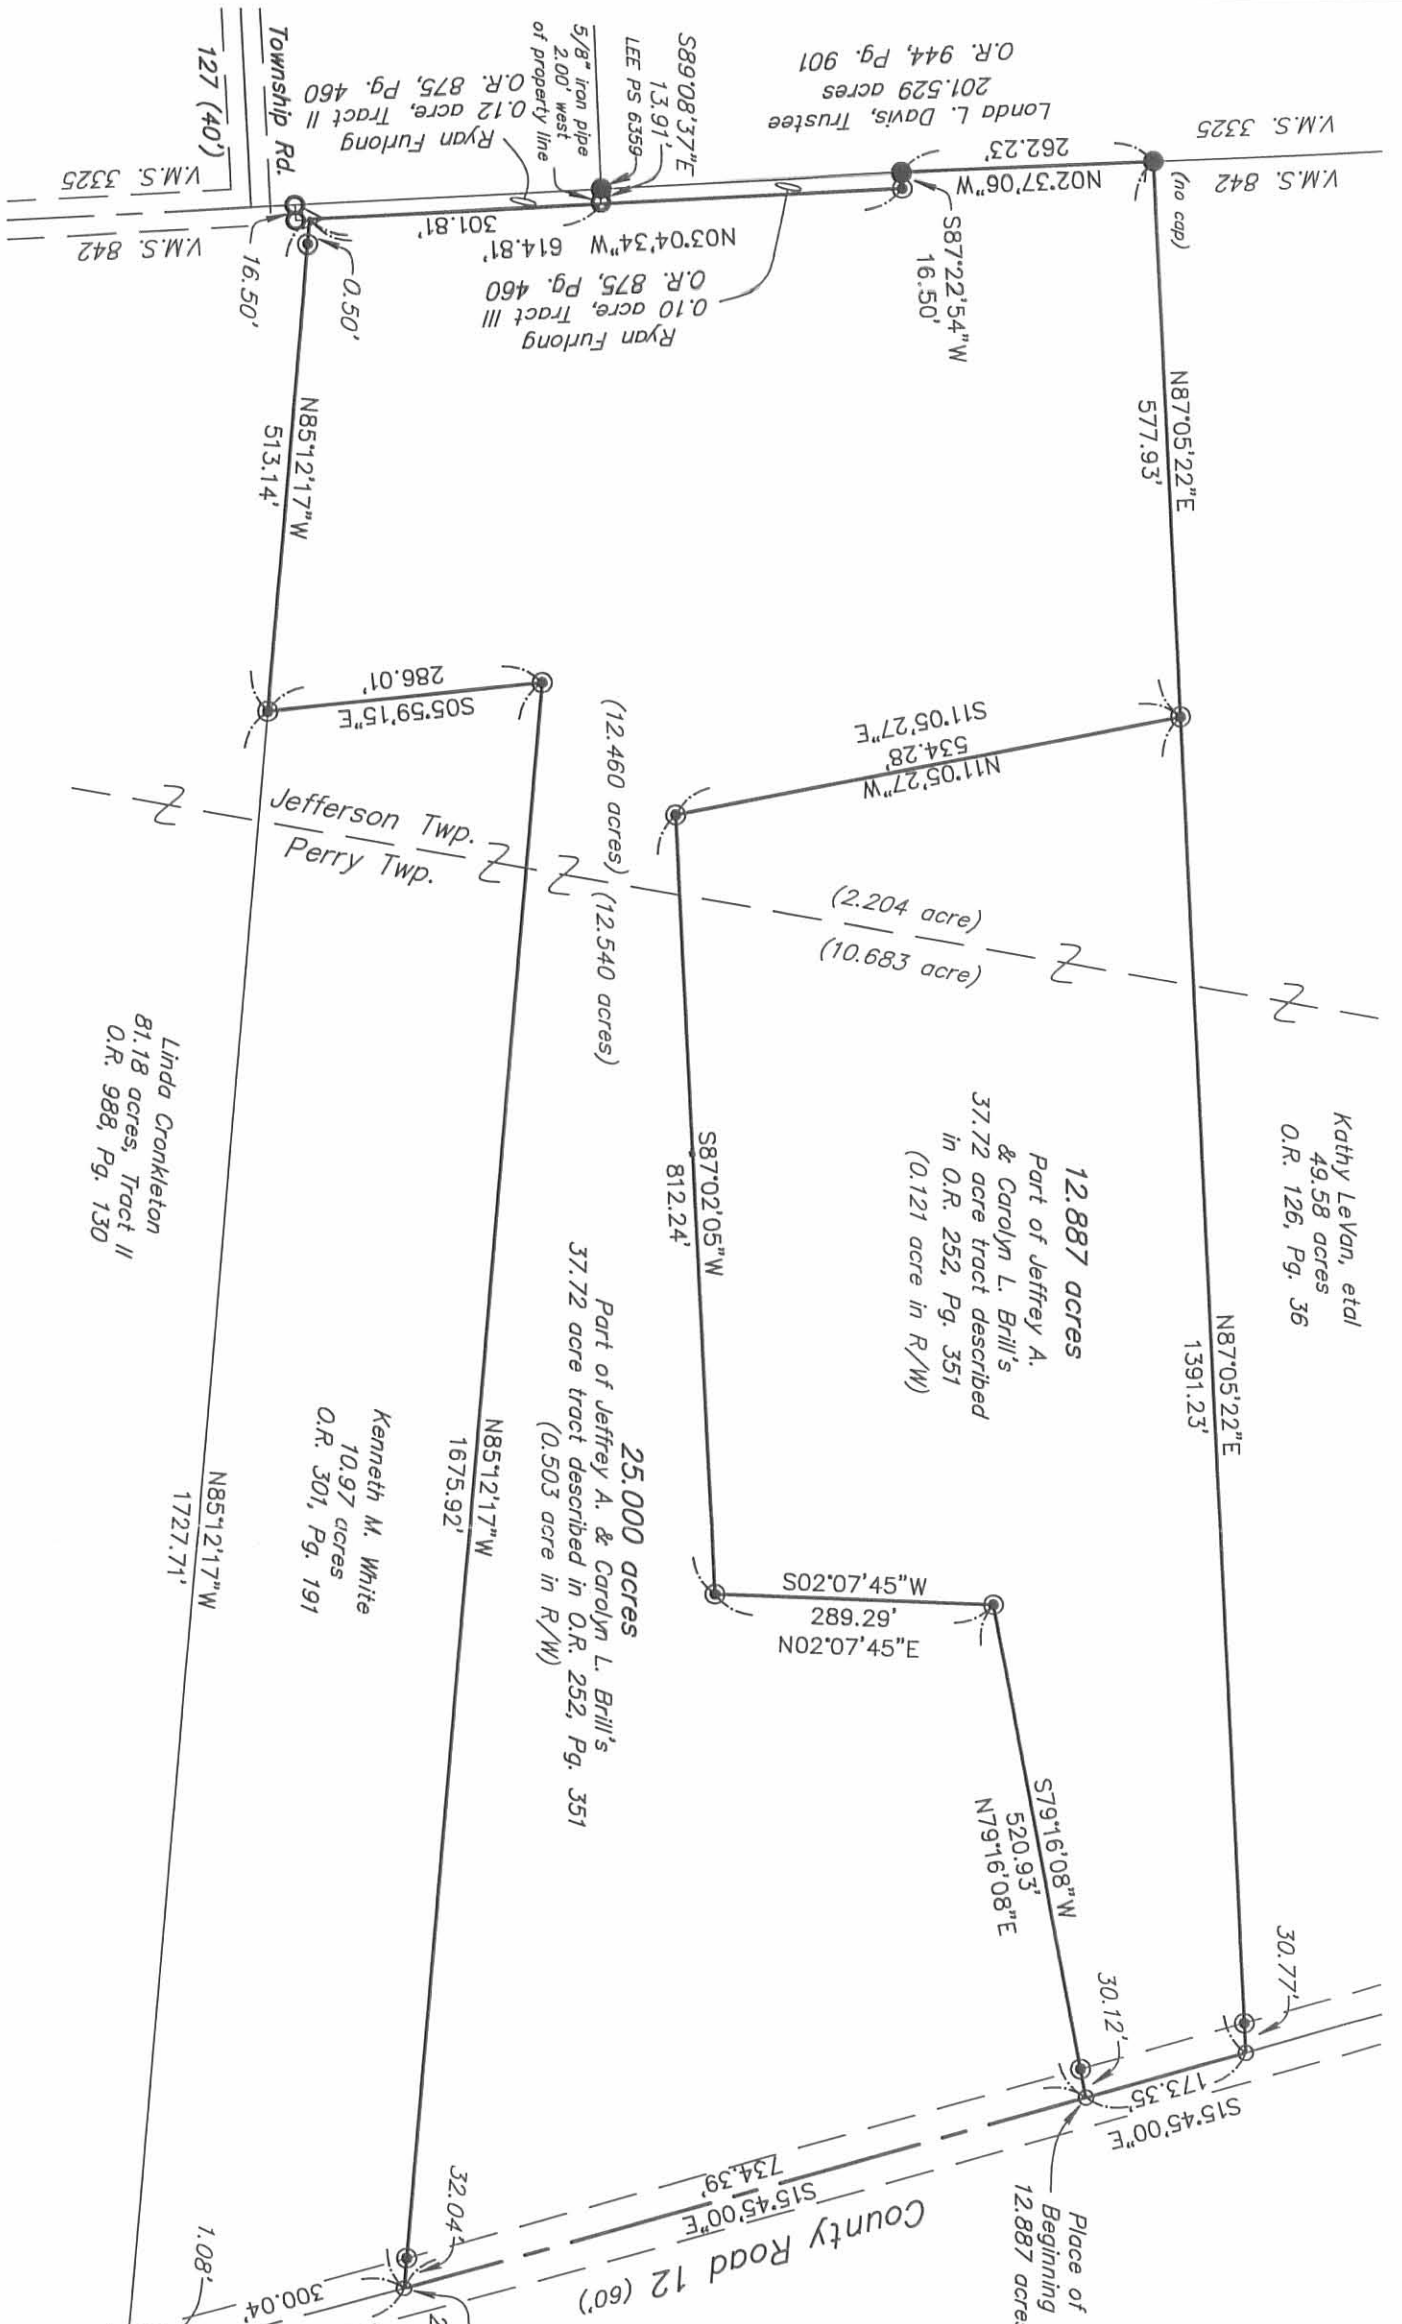 V.M.S. 3325
V.M.S. 842
(no cap)
Londa L. Davis, Trustee
201.529 acres
O.R. 944, Pg. 901
262.23'
N02°37'06"W
S87°22'54"W
16.50'
S89°08'37"E
13.91'
LEE PS 6359
5/8" iron pipe
2.00' west
of property line
Ryan Furlong
0.12 acre, Tract II
O.R. 875, Pg. 460
Township Rd.
127 (40')
V.M.S. 3325
V.M.S. 842
301.81'
N03°04'34"W 614.81'
Ryan Furlong
0.10 acre, Tract III
O.R. 875, Pg. 460
16.50'
0.50'
N87°05'22"E
577.93'
N85°12'17"W
513.14'
286.01'
S05°59'15"E
S11°05'27"E
534.28'
N11°05'27"W
(12.460 acres)
(12.540 acres)
Jefferson Twp.
Perry Twp.
(2.204 acre)
(10.683 acre)
Kathy LeVan, etal
49.58 acres
O.R. 126, Pg. 36
N87°05'22"E
1391.23'
12.887 acres
Part of Jeffrey A.
& Carolyn L. Brill's
37.72 acre tract described
in O.R. 252, Pg. 351
(0.121 acre in R/W)
S87°02'05"W
812.24'
S02°07'45"W
289.29'
N02°07'45"E
S79°16'08"W
520.93'
N79°16'08"E
25.000 acres
Part of Jeffrey A. & Carolyn L. Brill's
37.72 acre tract described in O.R. 252, Pg. 351
(0.503 acre in R/W)
N85°12'17"W
1675.92'
Kenneth M. White
10.97 acres
O.R. 301, Pg. 191
Linda Cronkleton
81.18 acres, Tract II
O.R. 988, Pg. 130
N85°12'17"W
1727.71'
30.77'
30.12'
173.35'
S15°45'00"E
Place of
Beginning
12.887 acre
734.39'
S15°45'00"E
County Road 12 (60')
32.04'
300.04'
1.08'